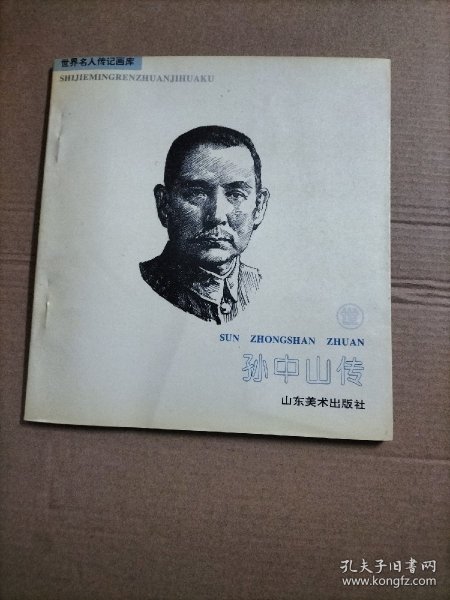 世界名人传记画库
SHIJIEMINGRENZHUANJIHUAKU
SUN ZHONGSHAN ZHUAN
孙中山传
山东美术出版社
孔夫子旧书网
www.kongfz.com